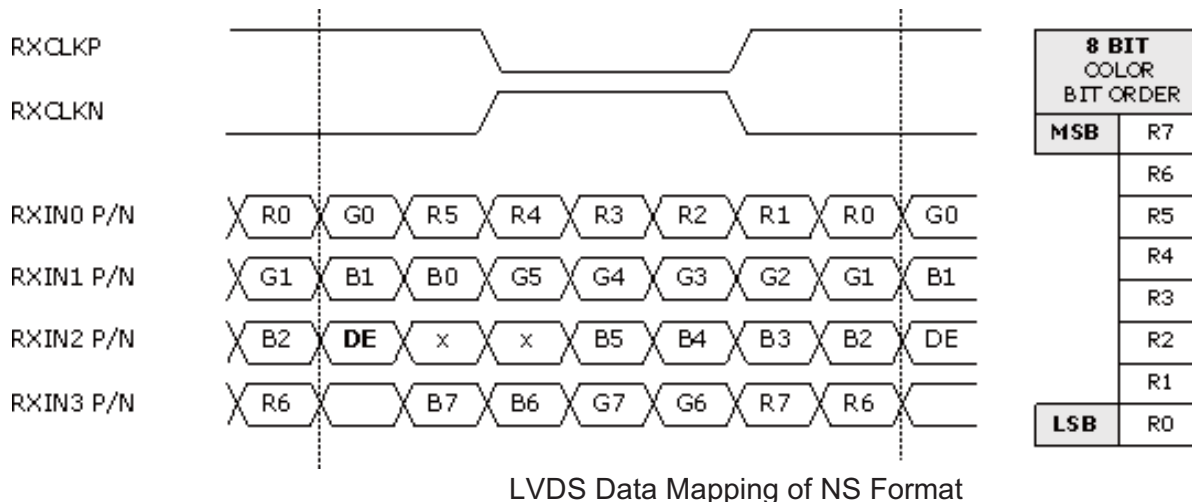 RXCLKP
RXCLKN
RXIN0 P/N R0 G0 R5 R4 R3 R2 R1 R0 G0
RXIN1 P/N G1 B1 B0 G5 G4 G3 G2 G1 B1
RXIN2 P/N B2 DE x x B5 B4 B3 B2 DE
RXIN3 P/N R6 B7 B6 G7 G6 R7 R6
8 BIT
COLOR
BIT ORDER
MSB R7
R6
R5
R4
R3
R2
R1
LSB R0
LVDS Data Mapping of NS Format